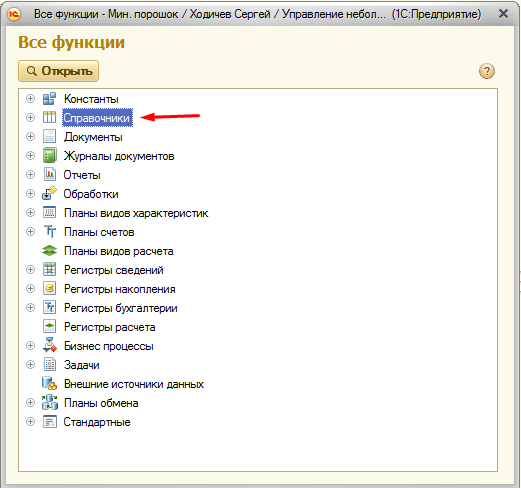 Все функции - Мин. порошок / Ходичев Сергей / Управление небол... (1С:Предприятие)
Все функции
Открыть
?
Константы
Справочники
Документы
Журналы документов
Отчеты
Обработки
Планы видов характеристик
Планы счетов
Планы видов расчета
Регистры сведений
Регистры накопления
Регистры бухгалтерии
Регистры расчета
Бизнес процессы
Задачи
Внешние источники данных
Планы обмена
Стандартные